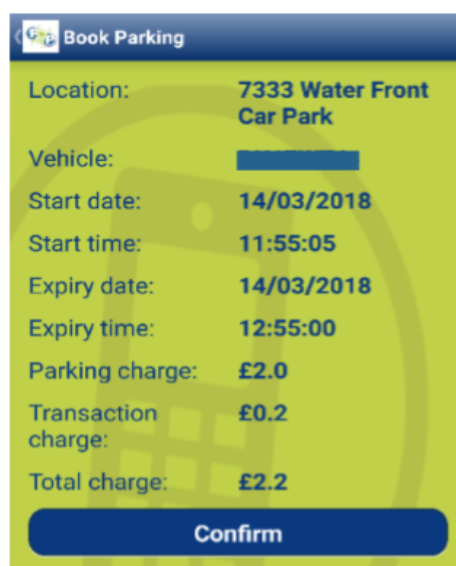 Book Parking
Location: 7333 Water Front
Car Park
Vehicle:
Start date: 14/03/2018
Start time: 11:55:05
Expiry date: 14/03/2018
Expiry time: 12:55:00
Parking charge: £2.0
Transaction £0.2
charge:
Total charge: £2.2
Confirm